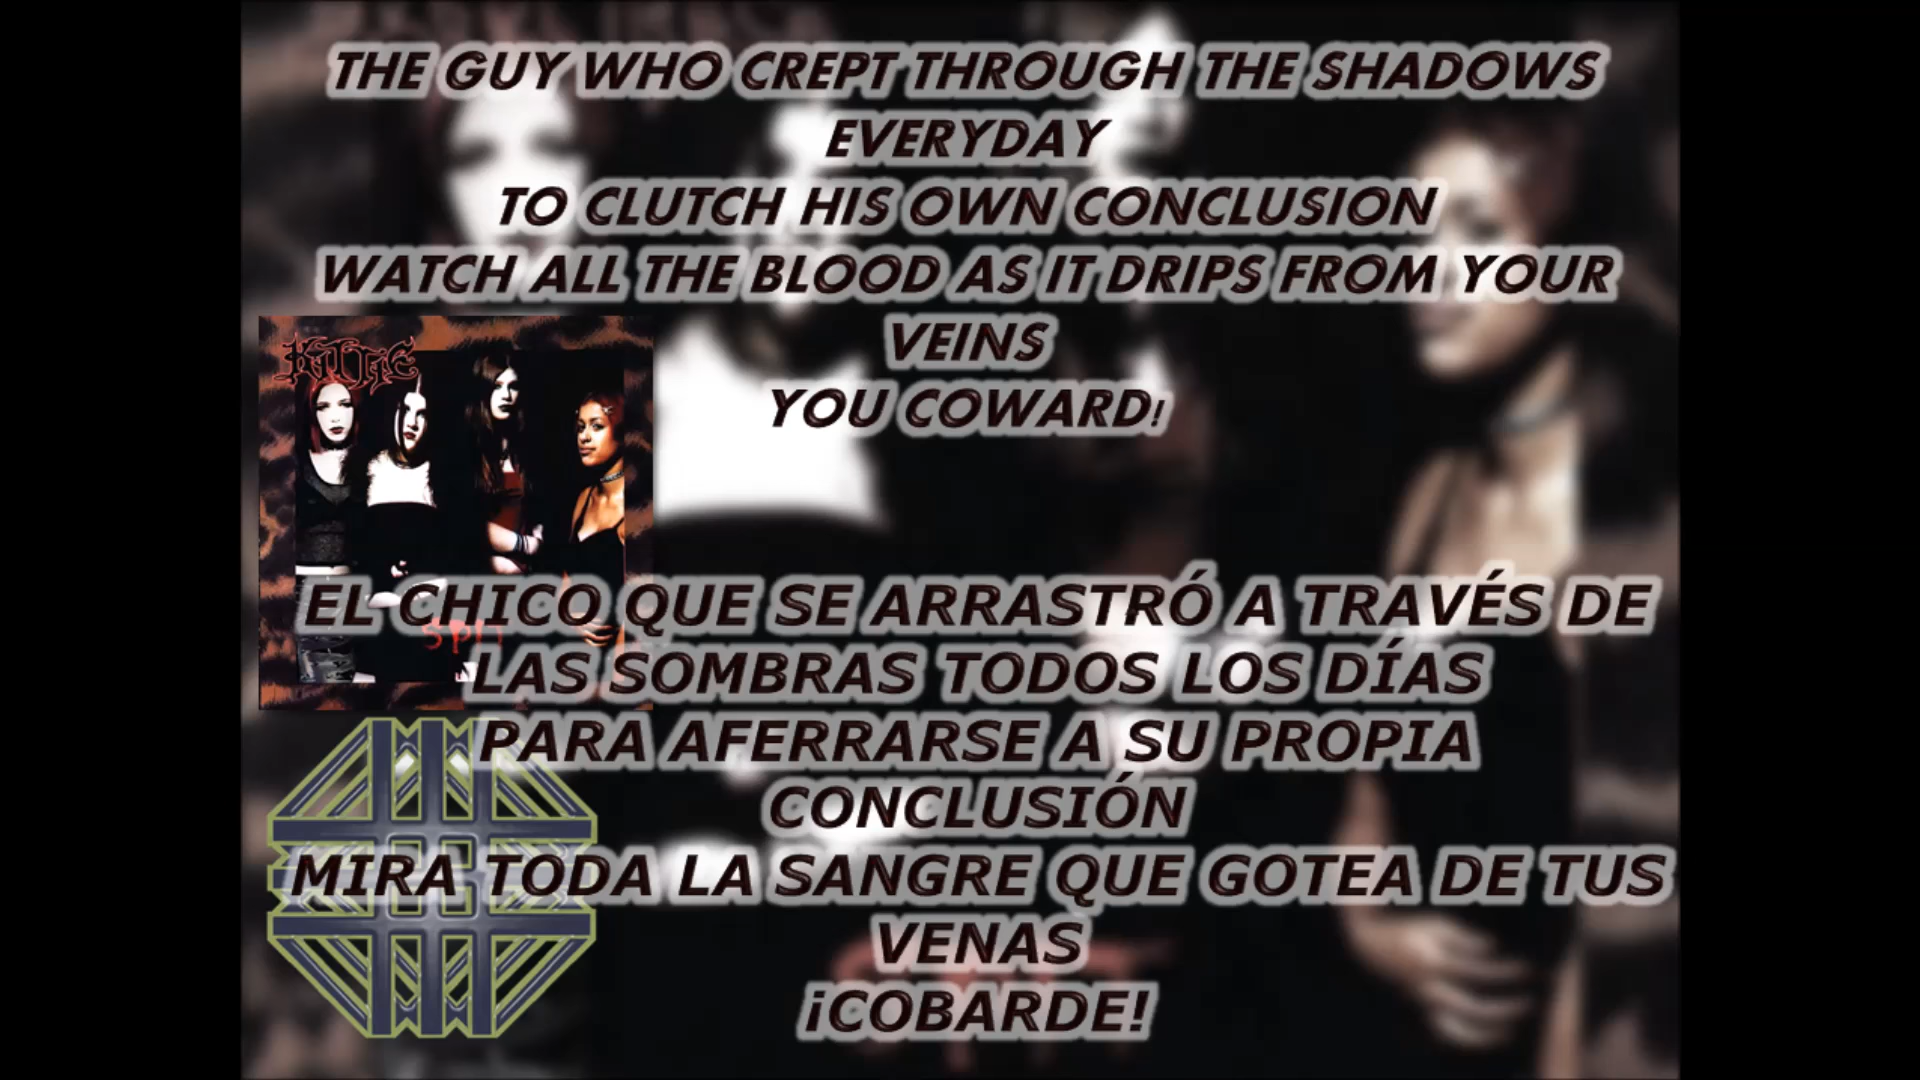 THE GUY WHO CREPT THROUGH THE SHADOWS
EVERYDAY
TO CLUTCH HIS OWN CONCLUSION
WATCH ALL THE BLOOD AS IT DRIPS FROM YOUR
VEINS
YOU COWARD!
KITTIE
EL CHICO QUE SE ARRASTRÓ A TRAVÉS DE
SPIT
LAS SOMBRAS TODOS LOS DÍAS
PARA AFERRARSE A SU PROPIA
CONCLUSIÓN
MIRA TODA LA SANGRE QUE GOTEA DE TUS
VENAS
¡COBARDE!